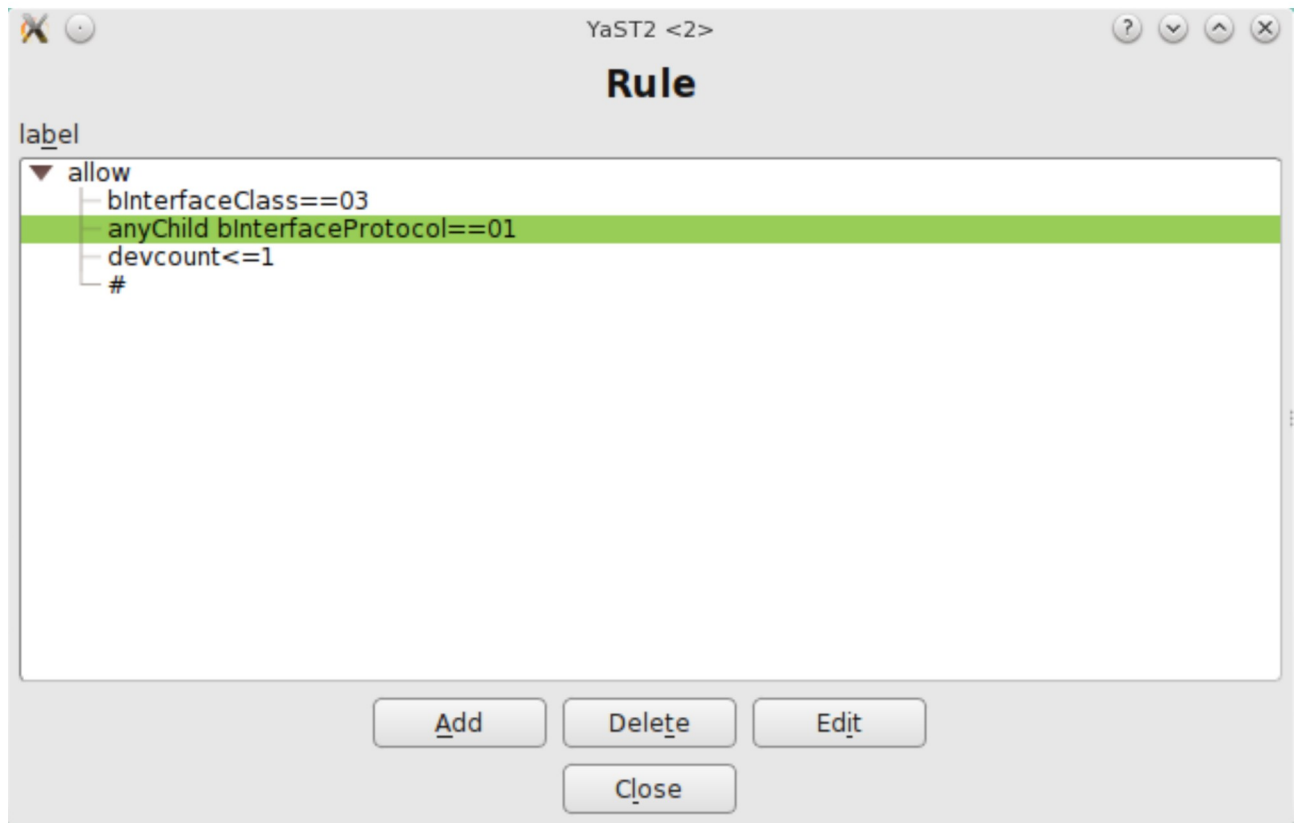 YaST2 <2>
Rule
label
allow
bInterfaceClass==03
anyChild bInterfaceProtocol==01
devcount<=1
#
Add Delete Edit
Close